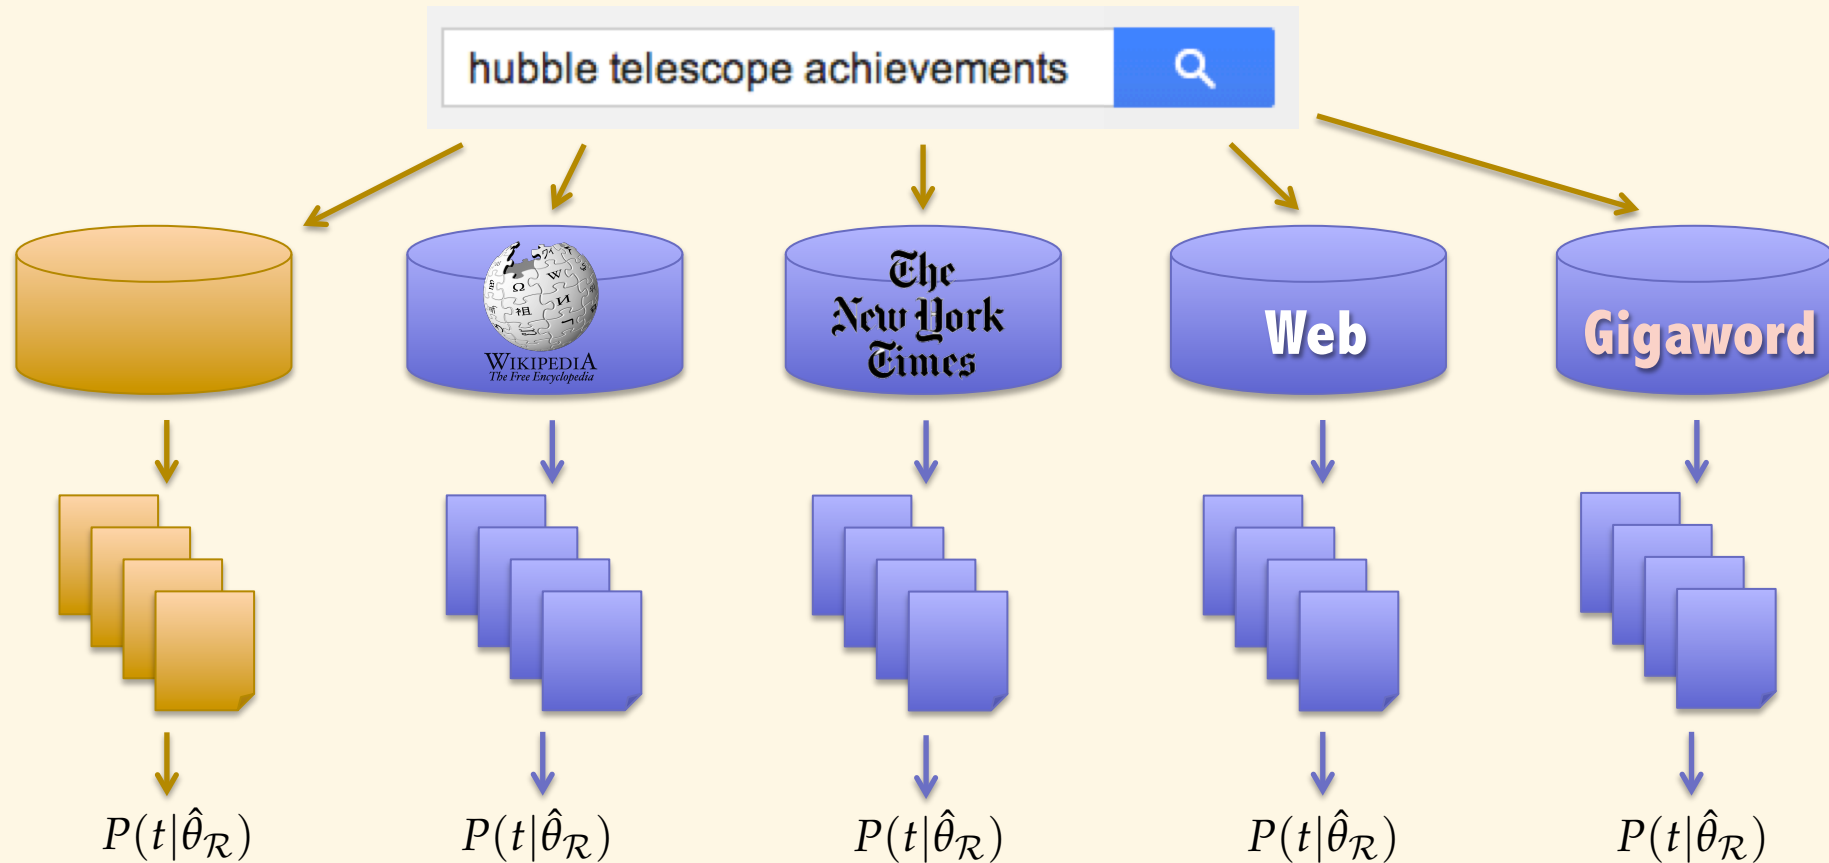 hubble telescope achievements
WIKIPEDIA
The Free Encyclopedia
The
New York
Times
Web
Gigaword
P(t|θ̂_ℛ)
P(t|θ̂_ℛ)
P(t|θ̂_ℛ)
P(t|θ̂_ℛ)
P(t|θ̂_ℛ)